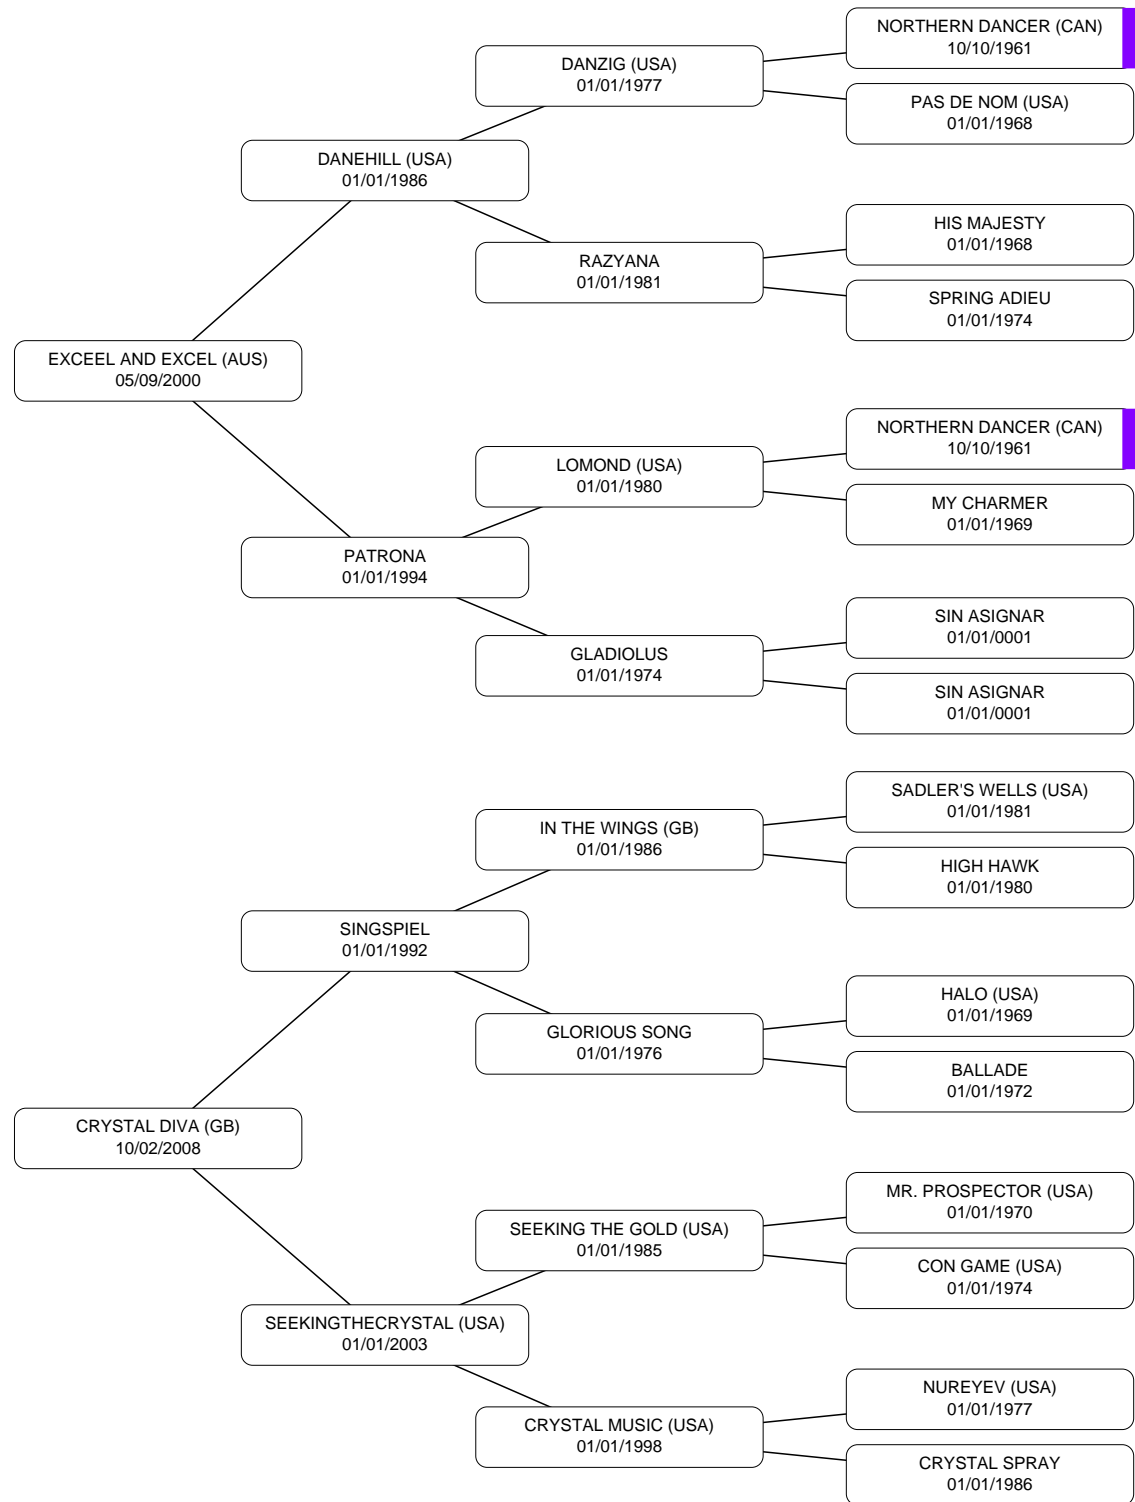 NORTHERN DANCER (CAN)
10/10/1961
DANZIG (USA)
01/01/1977
PAS DE NOM (USA)
01/01/1968
DANEHILL (USA)
01/01/1986
HIS MAJESTY
01/01/1968
RAZYANA
01/01/1981
SPRING ADIEU
01/01/1974
EXCEEL AND EXCEL (AUS)
05/09/2000
NORTHERN DANCER (CAN)
10/10/1961
LOMOND (USA)
01/01/1980
MY CHARMER
01/01/1969
PATRONA
01/01/1994
SIN ASIGNAR
01/01/0001
GLADIOLUS
01/01/1974
SIN ASIGNAR
01/01/0001
SADLER'S WELLS (USA)
01/01/1981
IN THE WINGS (GB)
01/01/1986
HIGH HAWK
01/01/1980
SINGSPIEL
01/01/1992
HALO (USA)
01/01/1969
GLORIOUS SONG
01/01/1976
BALLADE
01/01/1972
CRYSTAL DIVA (GB)
10/02/2008
MR. PROSPECTOR (USA)
01/01/1970
SEEKING THE GOLD (USA)
01/01/1985
CON GAME (USA)
01/01/1974
SEEKINGTHECRYSTAL (USA)
01/01/2003
NUREYEV (USA)
01/01/1977
CRYSTAL MUSIC (USA)
01/01/1998
CRYSTAL SPRAY
01/01/1986